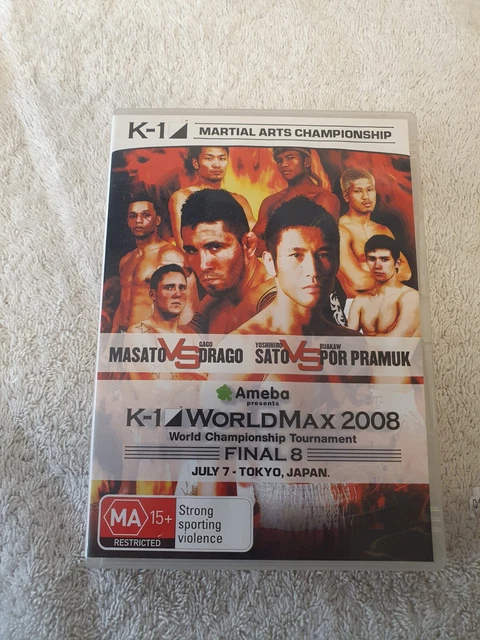 K-1 MARTIAL ARTS CHAMPIONSHIP
MASATO VS GAGO DRAGO YOSHIHIRO SATO VS BUAKAW POR PRAMUK
Ameba
presents
K-1 WORLDMAX 2008
World Championship Tournament
FINAL 8
JULY 7 - TOKYO, JAPAN.
MA 15+
RESTRICTED
Strong
sporting
violence